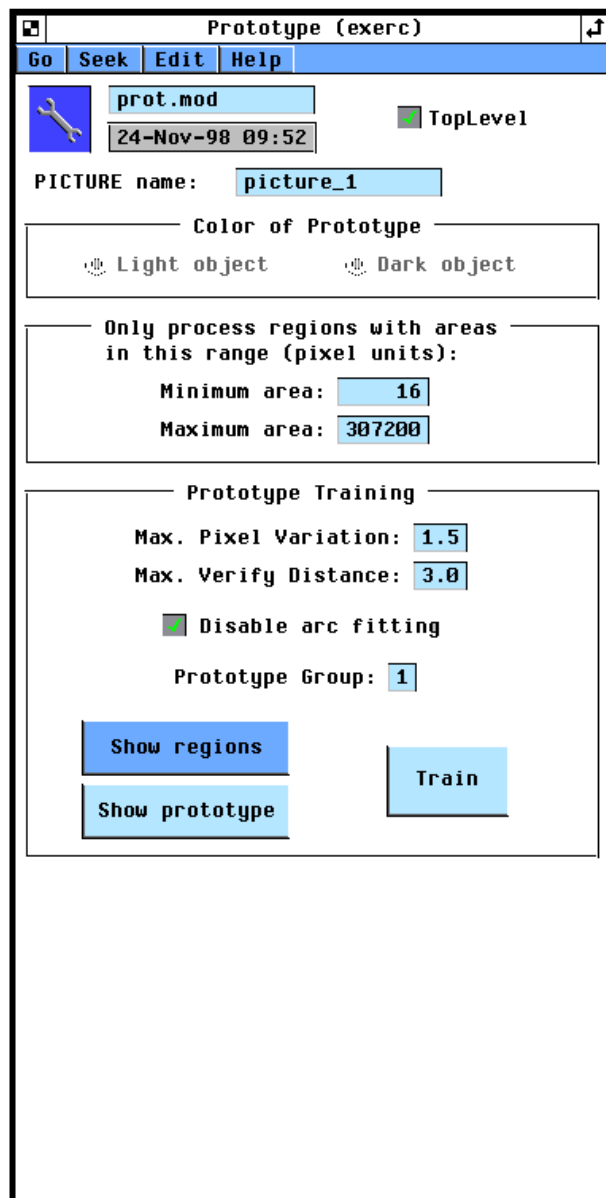 Prototype (exerc)
Go Seek Edit Help
prot.mod
24-Nov-98 09:52
TopLevel
PICTURE name: picture_1
Color of Prototype
Light object Dark object
Only process regions with areas
in this range (pixel units):
Minimum area: 16
Maximum area: 307200
Prototype Training
Max. Pixel Variation: 1.5
Max. Verify Distance: 3.0
Disable arc fitting
Prototype Group: 1
Show regions
Train
Show prototype